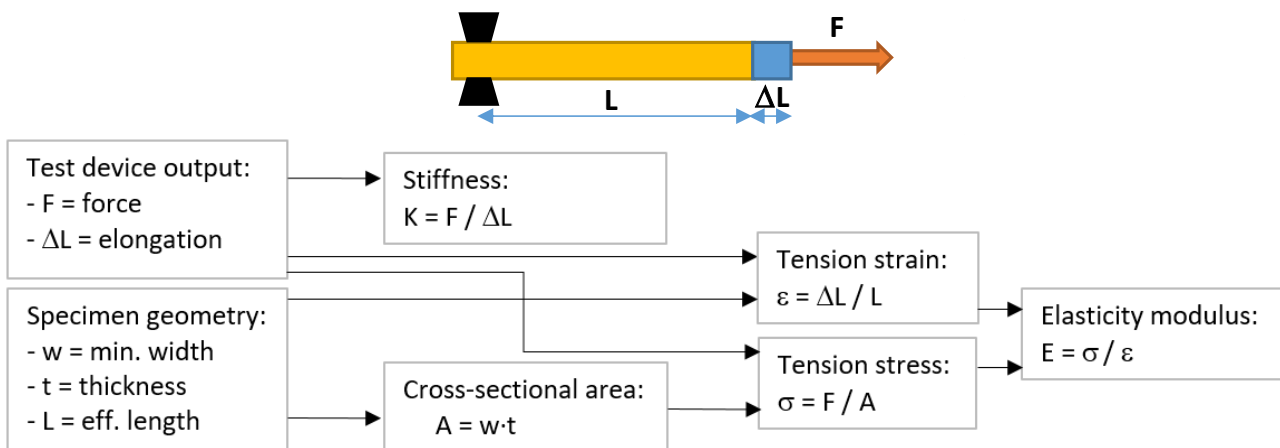 F
L
ΔL
Test device output:
- F = force
- ΔL = elongation
Stiffness:
K = F / ΔL
Tension strain:
ε = ΔL / L
Specimen geometry:
- w = min. width
- t = thickness
- L = eff. length
Elasticity modulus:
E = σ / ε
Tension stress:
σ = F / A
Cross-sectional area:
A = w·t